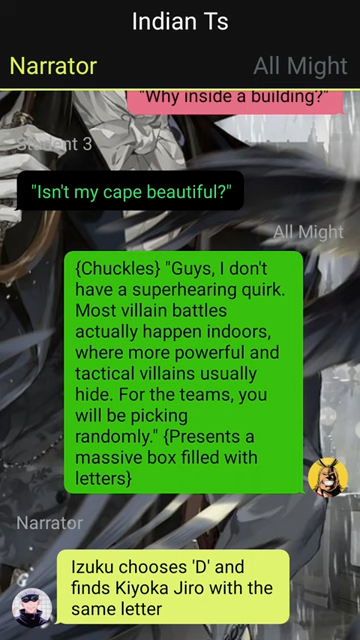 Indian Ts
Narrator
All Might
"Why inside a building?"
Student 3
"Isn't my cape beautiful?"
All Might
{Chuckles} "Guys, I don't
have a superhearing quirk.
Most villain battles
actually happen indoors,
where more powerful and
tactical villains usually
hide. For the teams, you
will be picking
randomly." {Presents a
massive box filled with
letters}
Narrator
Izuku chooses 'D' and
finds Kiyoka Jiro with the
same letter